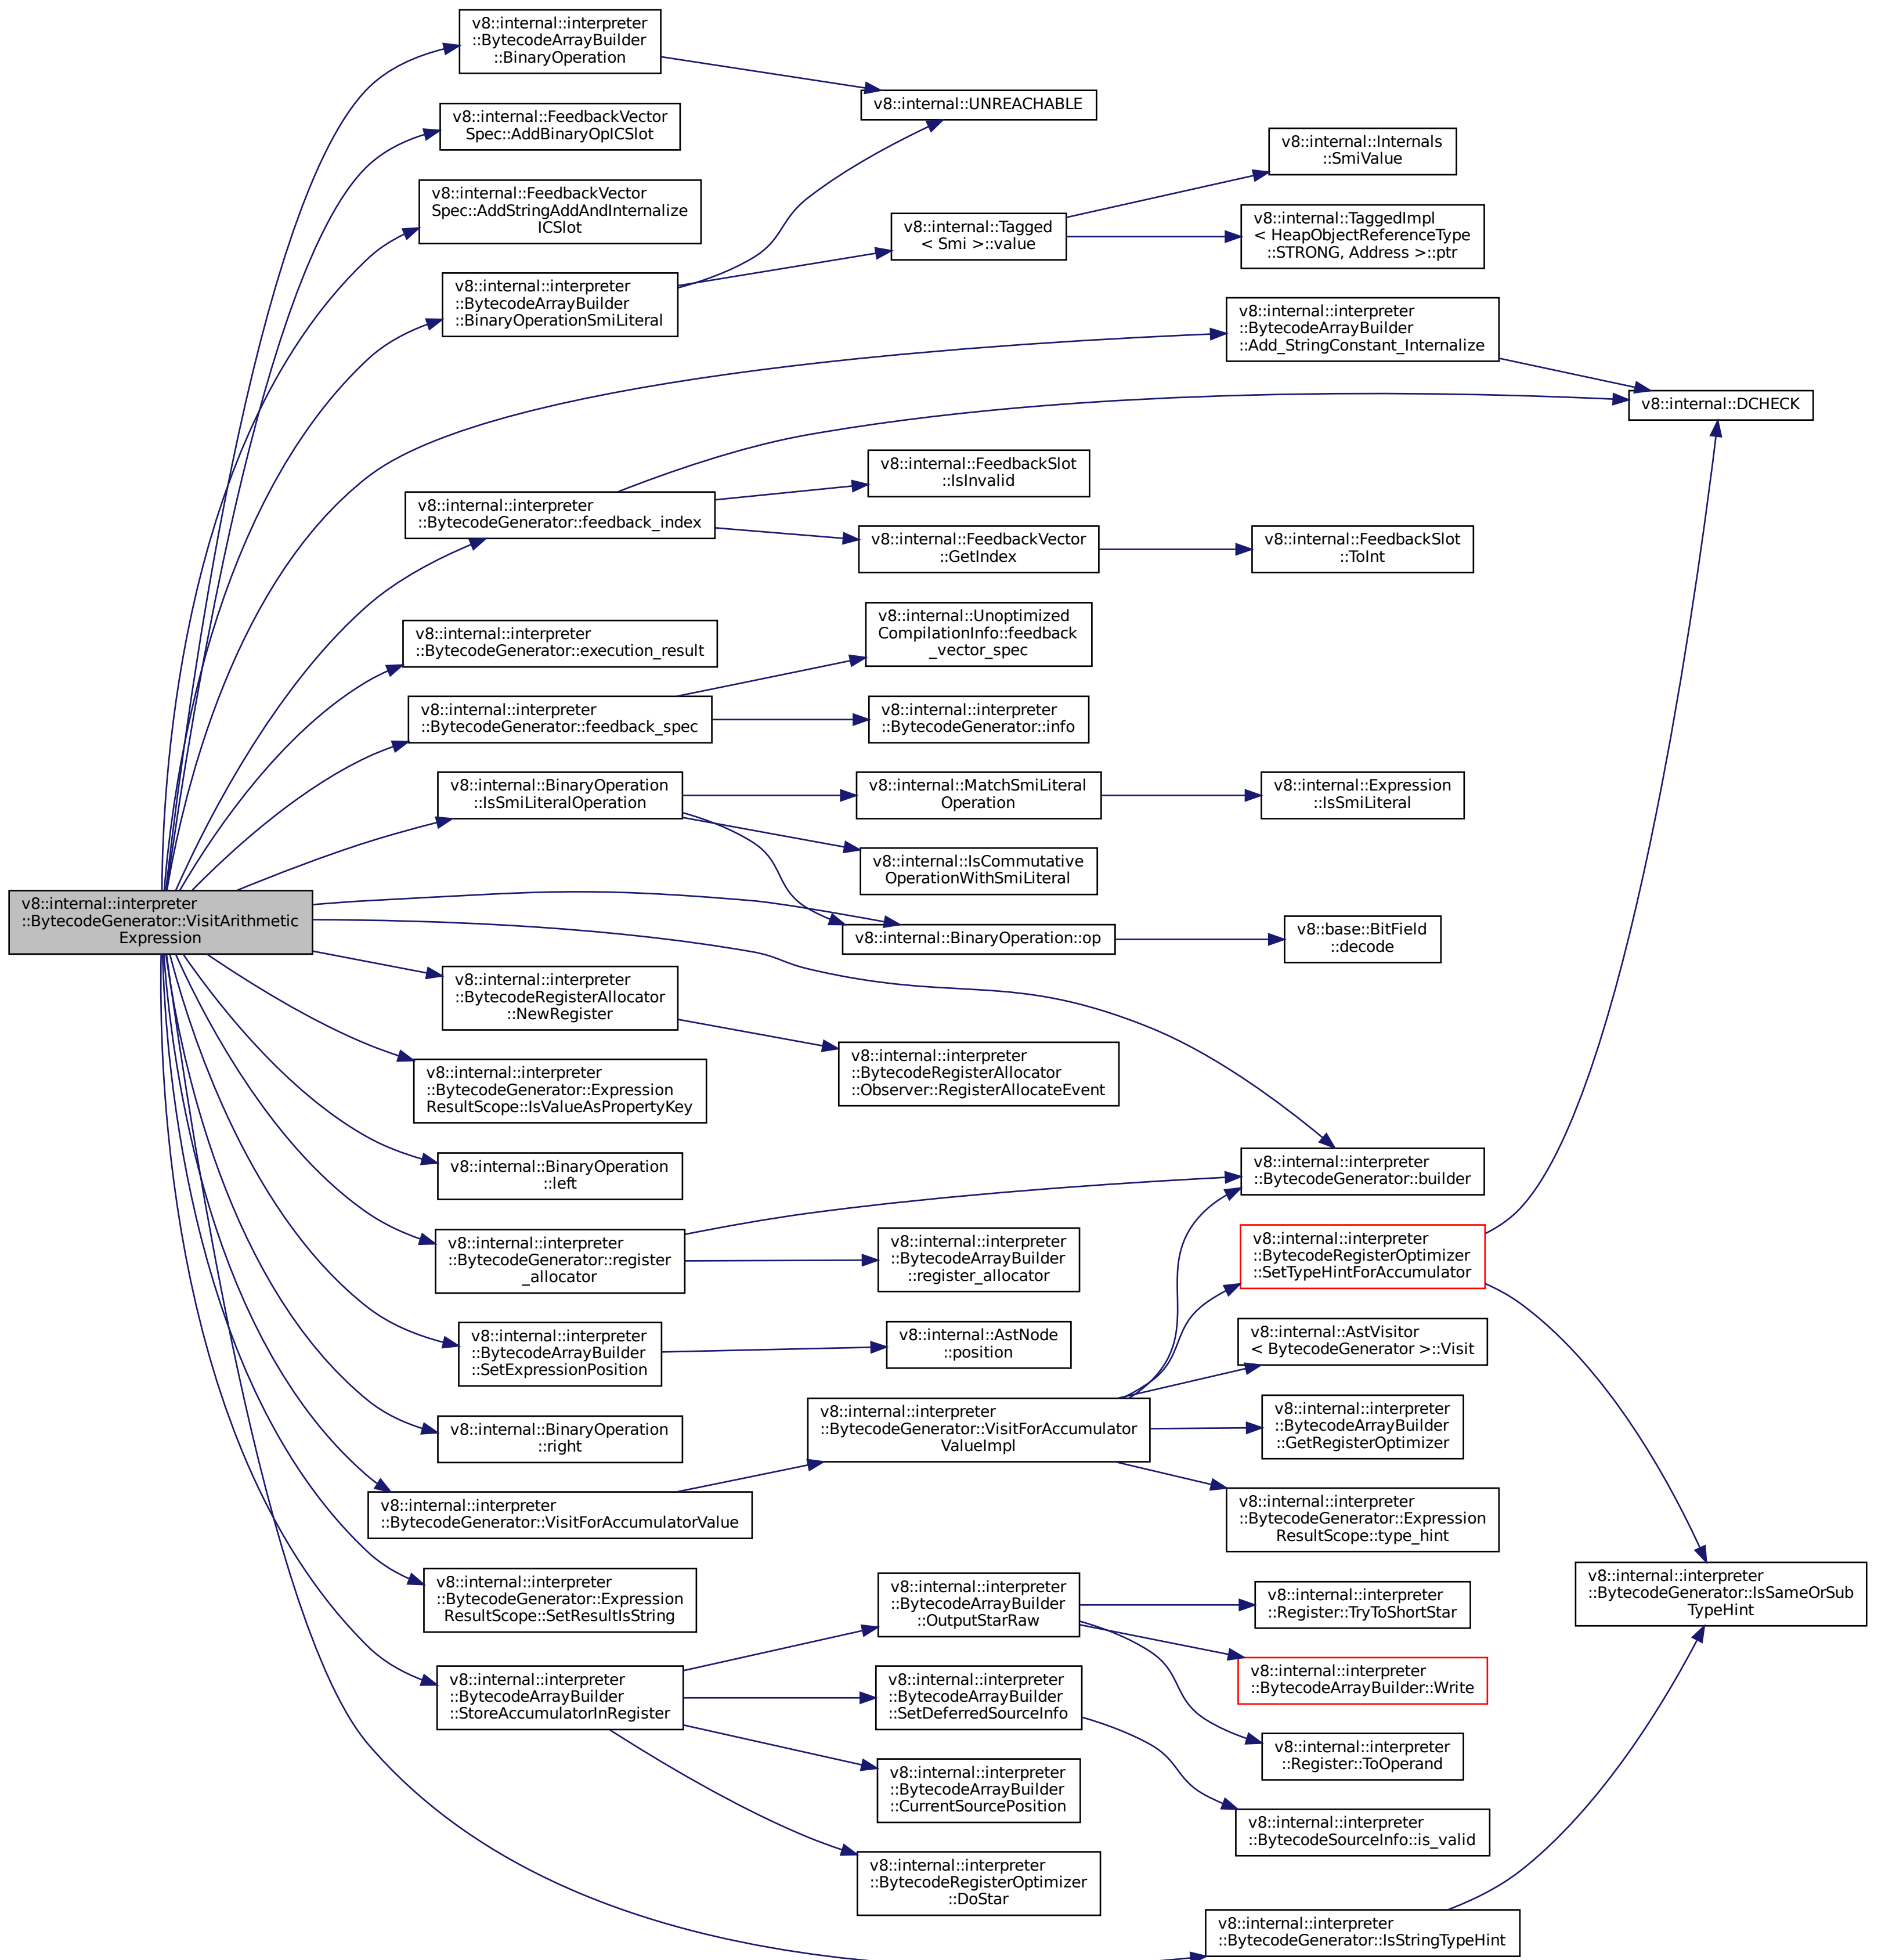 v8::internal::interpreter
::BytecodeArrayBuilder
::BinaryOperation
v8::internal::UNREACHABLE
v8::internal::FeedbackVector
Spec::AddBinaryOpICSlot
v8::internal::Internals
::SmiValue
v8::internal::FeedbackVector
Spec::AddStringAddAndInternalize
ICSlot
v8::internal::Tagged
< Smi >::value
v8::internal::TaggedImpl
< HeapObjectReferenceType
::STRONG, Address >::ptr
v8::internal::interpreter
::BytecodeArrayBuilder
::BinaryOperationSmiLiteral
v8::internal::interpreter
::BytecodeArrayBuilder
::Add_StringConstant_Internalize
v8::internal::DCHECK
v8::internal::FeedbackSlot
::IsInvalid
v8::internal::interpreter
::BytecodeGenerator::feedback_index
v8::internal::FeedbackVector
::GetIndex
v8::internal::FeedbackSlot
::ToInt
v8::internal::Unoptimized
CompilationInfo::feedback
_vector_spec
v8::internal::interpreter
::BytecodeGenerator::execution_result
v8::internal::interpreter
::BytecodeGenerator::feedback_spec
v8::internal::interpreter
::BytecodeGenerator::info
v8::internal::BinaryOperation
::IsSmiLiteralOperation
v8::internal::MatchSmiLiteral
Operation
v8::internal::Expression
::IsSmiLiteral
v8::internal::IsCommutative
OperationWithSmiLiteral
v8::internal::interpreter
::BytecodeGenerator::VisitArithmetic
Expression
v8::internal::BinaryOperation::op
v8::base::BitField
::decode
v8::internal::interpreter
::BytecodeRegisterAllocator
::NewRegister
v8::internal::interpreter
::BytecodeRegisterAllocator
::Observer::RegisterAllocateEvent
v8::internal::interpreter
::BytecodeGenerator::Expression
ResultScope::IsValueAsPropertyKey
v8::internal::BinaryOperation
::left
v8::internal::interpreter
::BytecodeGenerator::builder
v8::internal::interpreter
::BytecodeGenerator::register
_allocator
v8::internal::interpreter
::BytecodeArrayBuilder
::register_allocator
v8::internal::interpreter
::BytecodeRegisterOptimizer
::SetTypeHintForAccumulator
v8::internal::interpreter
::BytecodeArrayBuilder
::SetExpressionPosition
v8::internal::AstNode
::position
v8::internal::AstVisitor
< BytecodeGenerator >::Visit
v8::internal::BinaryOperation
::right
v8::internal::interpreter
::BytecodeGenerator::VisitForAccumulator
ValueImpl
v8::internal::interpreter
::BytecodeArrayBuilder
::GetRegisterOptimizer
v8::internal::interpreter
::BytecodeGenerator::VisitForAccumulatorValue
v8::internal::interpreter
::BytecodeGenerator::Expression
ResultScope::type_hint
v8::internal::interpreter
::BytecodeGenerator::Expression
ResultScope::SetResultIsString
v8::internal::interpreter
::BytecodeArrayBuilder
::OutputStarRaw
v8::internal::interpreter
::Register::TryToShortStar
v8::internal::interpreter
::BytecodeGenerator::IsSameOrSub
TypeHint
v8::internal::interpreter
::BytecodeArrayBuilder
::StoreAccumulatorInRegister
v8::internal::interpreter
::BytecodeArrayBuilder
::SetDeferredSourceInfo
v8::internal::interpreter
::BytecodeArrayBuilder::Write
v8::internal::interpreter
::Register::ToOperand
v8::internal::interpreter
::BytecodeArrayBuilder
::CurrentSourcePosition
v8::internal::interpreter
::BytecodeSourceInfo::is_valid
v8::internal::interpreter
::BytecodeRegisterOptimizer
::DoStar
v8::internal::interpreter
::BytecodeGenerator::IsStringTypeHint